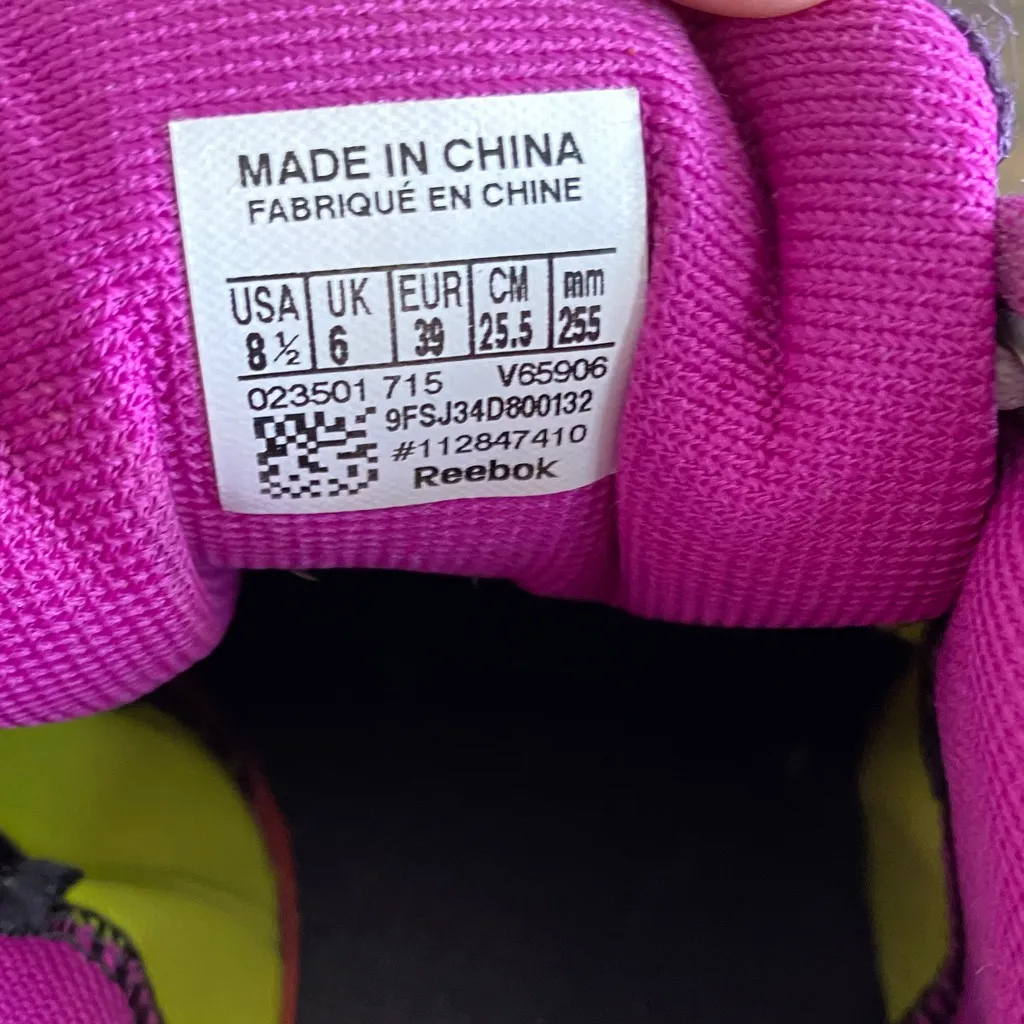 MADE IN CHINA
FABRIQUÉ EN CHINE
USA UK EUR CM mm
8½ 6 39 25.5 255
023501 715 V65906
9FSJ34D800132
#112847410
Reebok